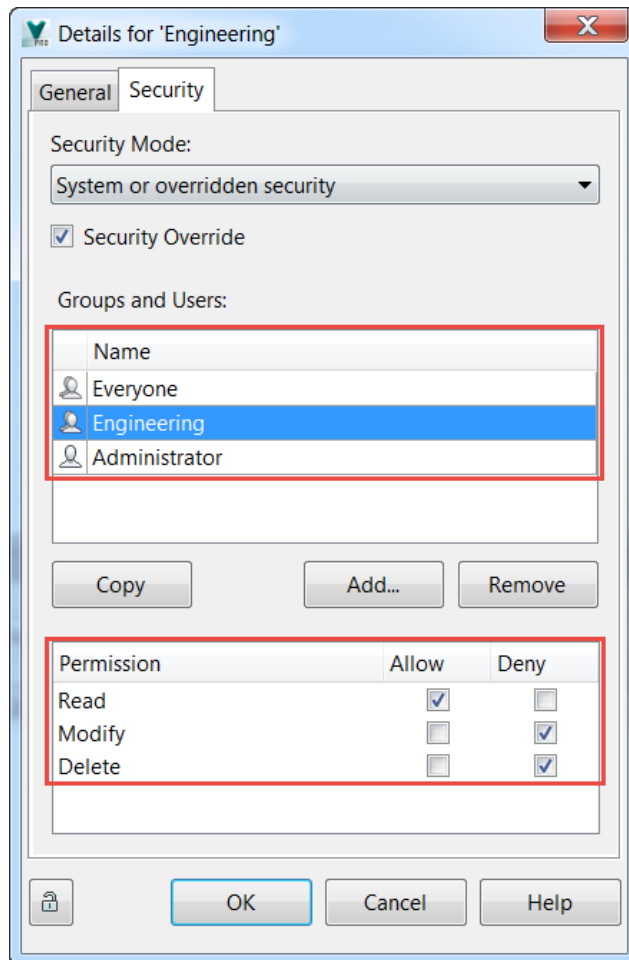 Details for 'Engineering'
General Security
Security Mode:
System or overridden security
Security Override
Groups and Users:
Name
Everyone
Engineering
Administrator
Copy Add... Remove
Permission Allow Deny
Read
Modify
Delete
OK Cancel Help